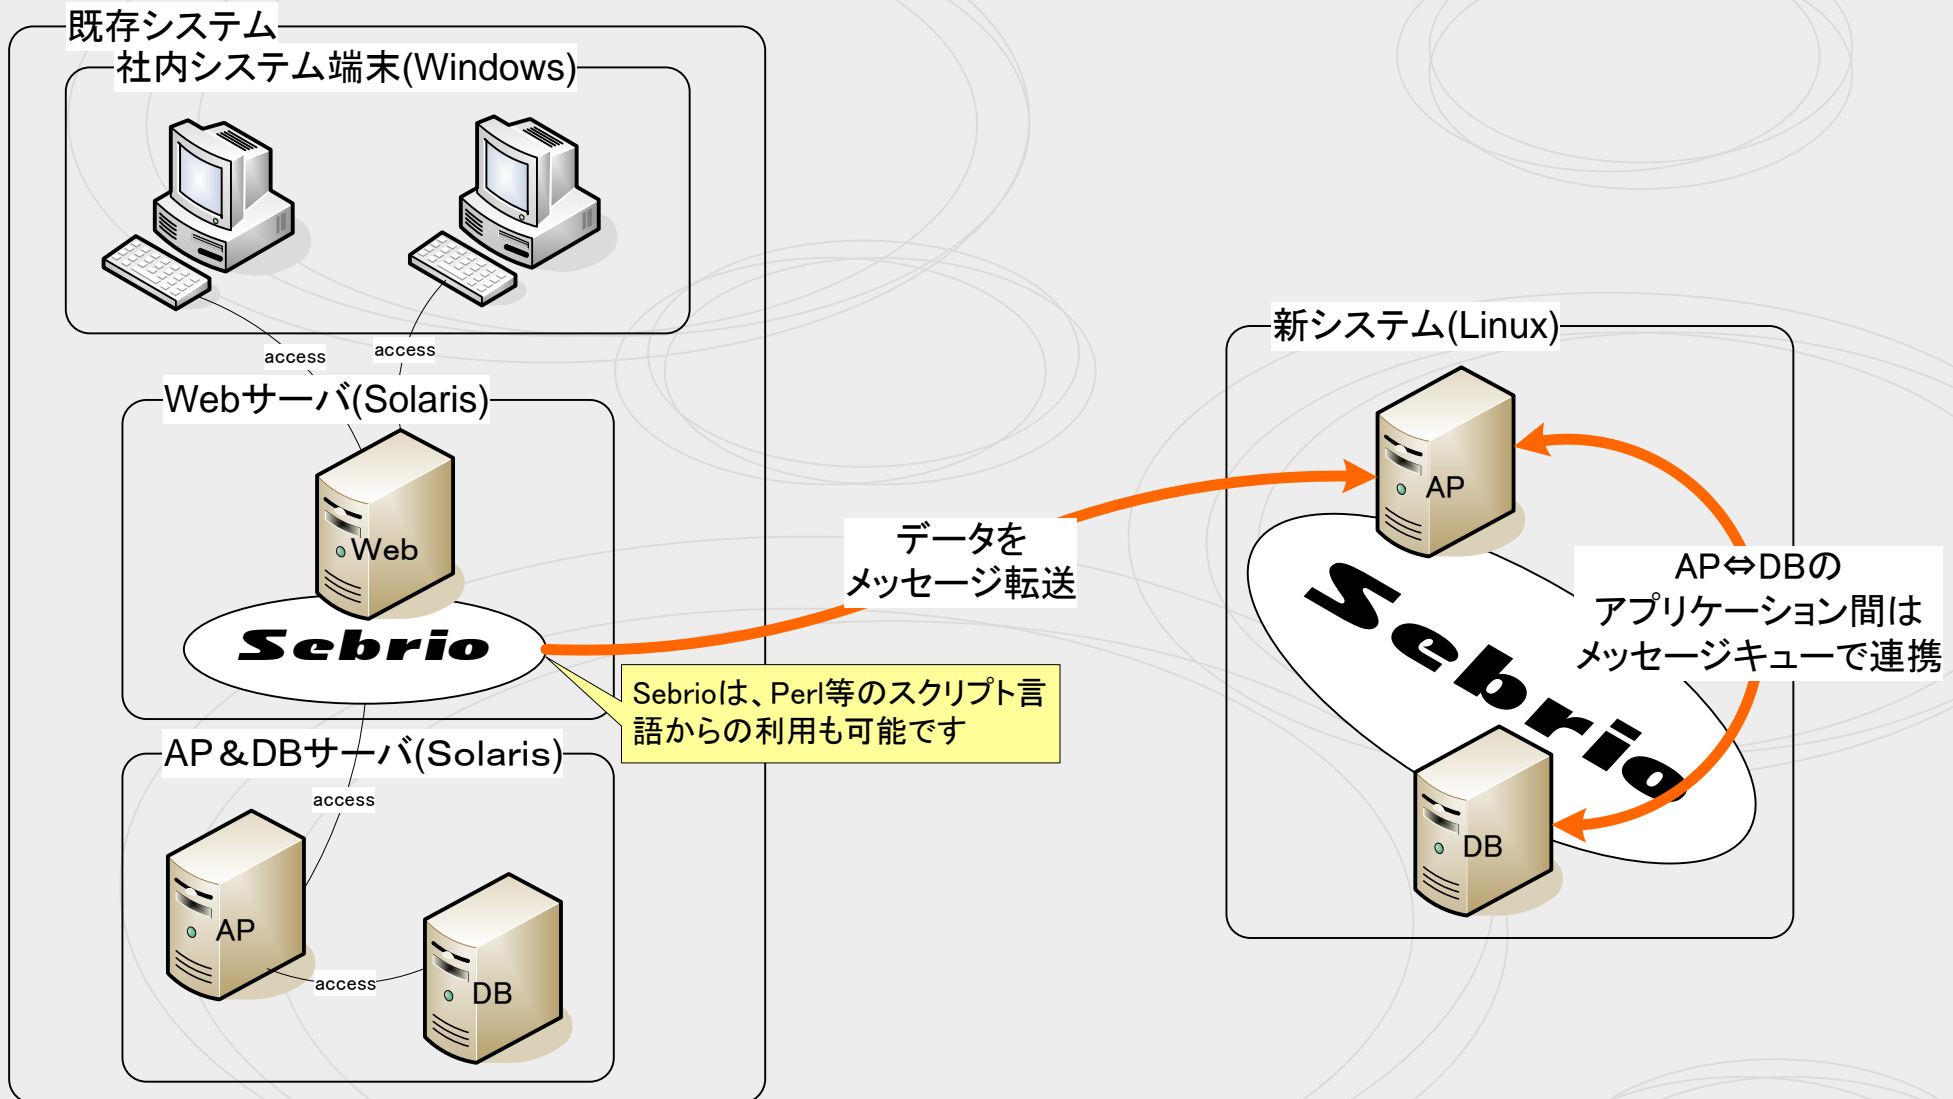 既存システム
社内システム端末(Windows)
access
access
Webサーバ(Solaris)
Web
Sebrio
データを
メッセージ転送
Sebrioは、Perl等のスクリプト言
語からの利用も可能です
AP&DBサーバ(Solaris)
access
AP
access
DB
新システム(Linux)
AP
Sebrio
AP⇔DBの
アプリケーション間は
メッセージキューで連携
DB